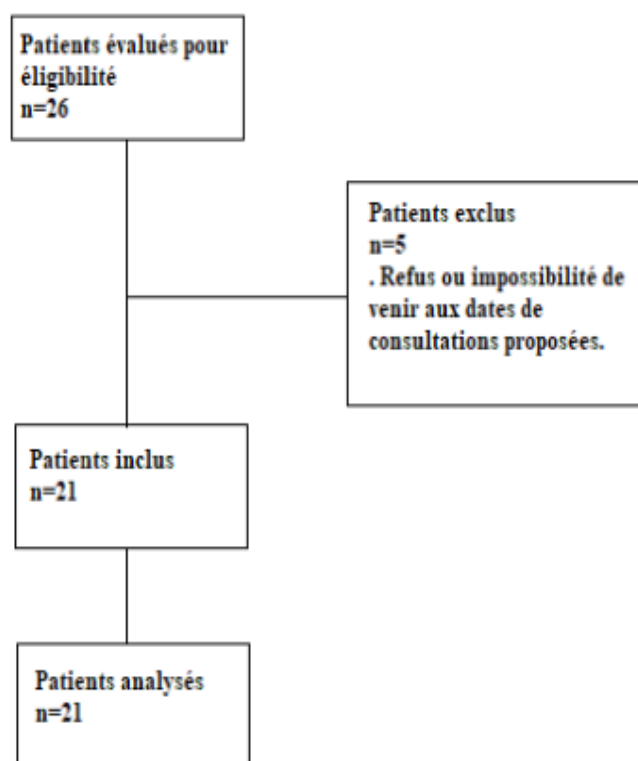 Patients évalués pour
éligibilité
n=26
Patients exclus
n=5
. Refus ou impossibilité de
venir aux dates de
consultations proposées.
Patients inclus
n=21
Patients analysés
n=21